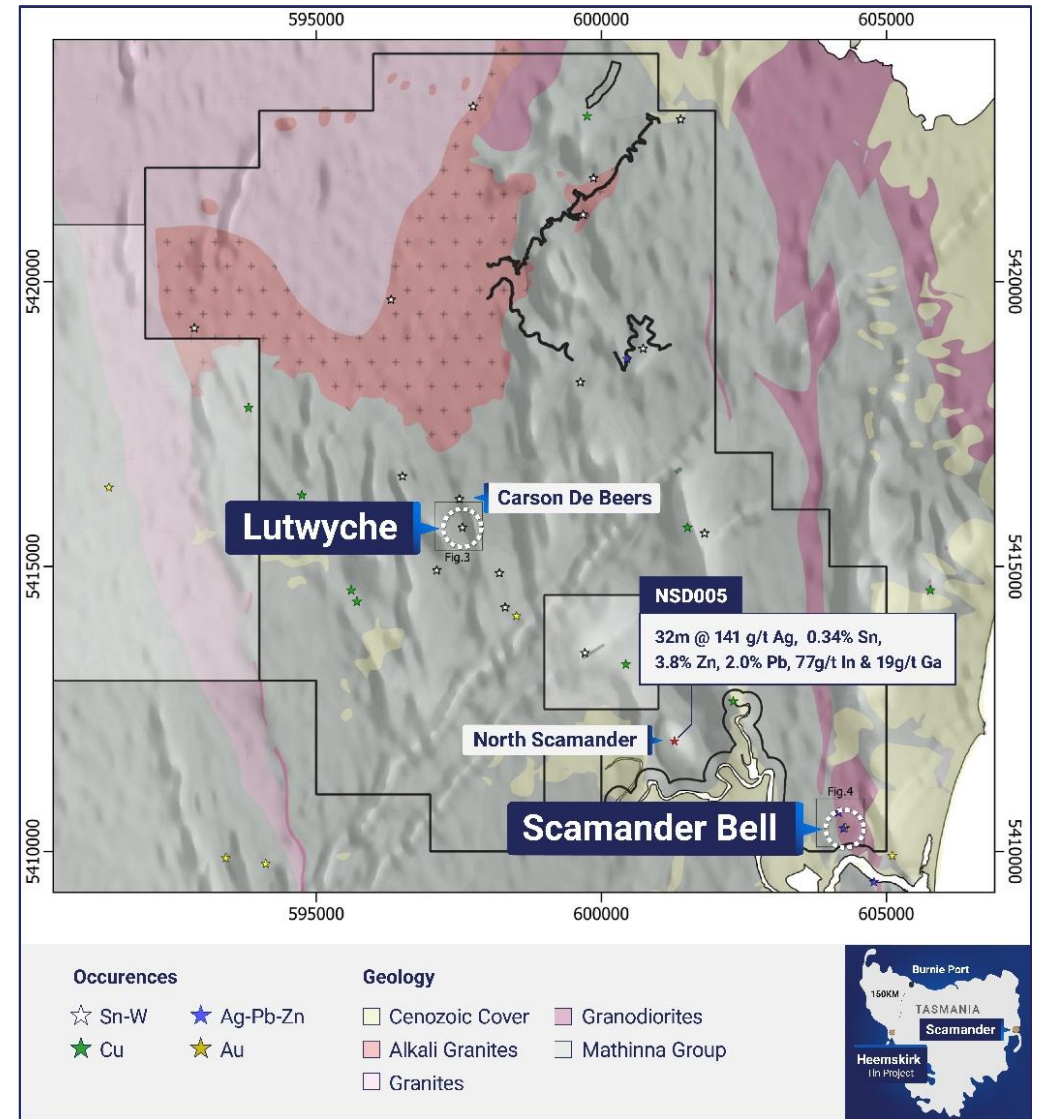 595000
600000
605000
5420000
5420000
Carson De Beers
Lutwyche
Fig.3
5415000
5415000
NSD005
32m @ 141 g/t Ag, 0.34% Sn,
3.8% Zn, 2.0% Pb, 77g/t In & 19g/t Ga
North Scamander
Fig.4
Scamander Bell
5410000
5410000
595000
600000
605000
Occurences
Sn-W
Ag-Pb-Zn
Cu
Au
Geology
Cenozoic Cover
Granodiorites
Alkali Granites
Mathinna Group
Granites
Burnie Port
150KM
TASMANIA
Scamander
Heemskirk
Tin Project